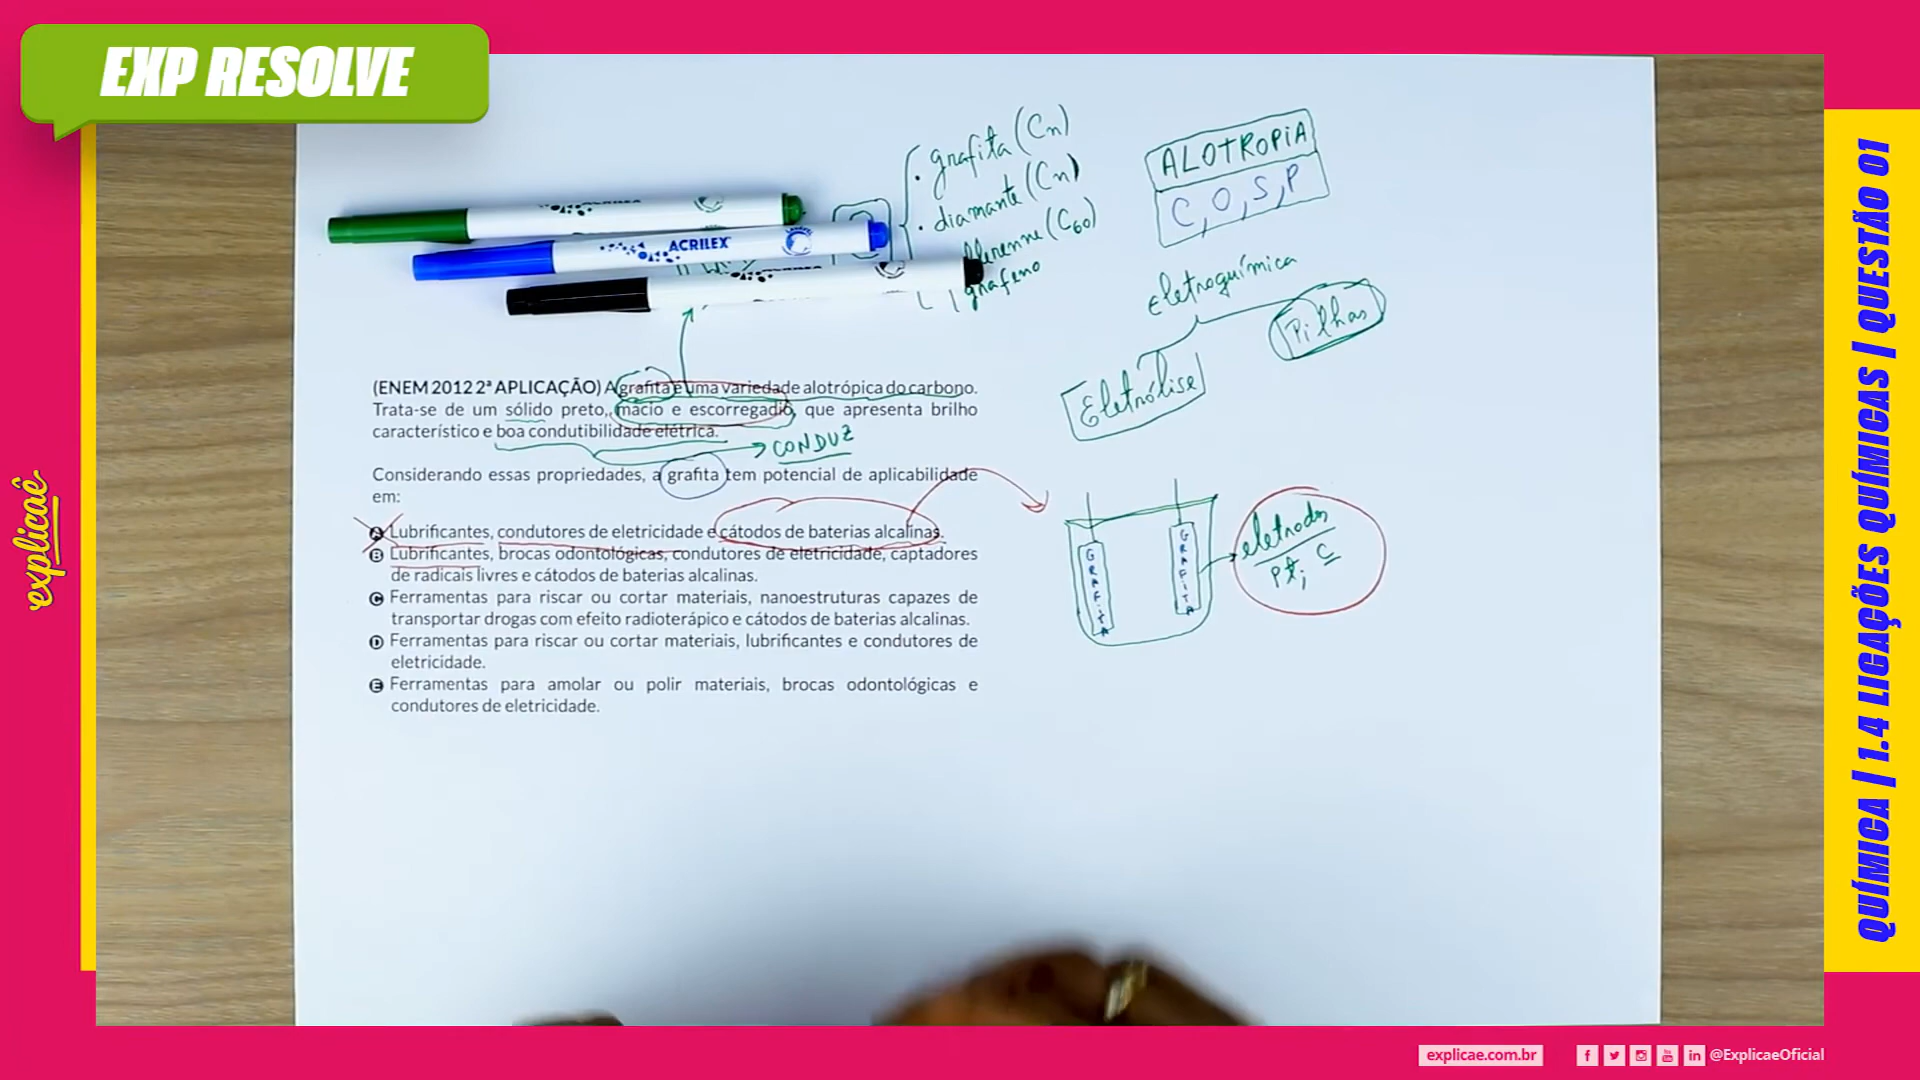 EXP RESOLVE
• grafita (Cn)
• diamante (Cn)
(C60)
grafeno
ALOTROPIA
C, O, S, P
ACRILEX
Eletroquímica
Pilhas
Eletrólise
(ENEM 2012 2ª APLICAÇÃO) A grafita é uma variedade alotrópica do carbono.
Trata-se de um sólido preto, macio e escorregadio, que apresenta brilho
característico e boa condutibilidade elétrica.
CONDUZ
Considerando essas propriedades, a grafita tem potencial de aplicabilidade
em:
A Lubrificantes, condutores de eletricidade e cátodos de baterias alcalinas.
B Lubrificantes, brocas odontológicas, condutores de eletricidade, captadores
de radicais livres e cátodos de baterias alcalinas.
C Ferramentas para riscar ou cortar materiais, nanoestruturas capazes de
transportar drogas com efeito radioterápico e cátodos de baterias alcalinas.
D Ferramentas para riscar ou cortar materiais, lubrificantes e condutores de
eletricidade.
E Ferramentas para amolar ou polir materiais, brocas odontológicas e
condutores de eletricidade.
GRAFITA
GRAFITA
eletrodos
Pt; C
explicaê
QUÍMICA | 1.4 LIGAÇÕES QUÍMICAS | QUESTÃO 01
explicae.com.br
@ExplicaeOficial